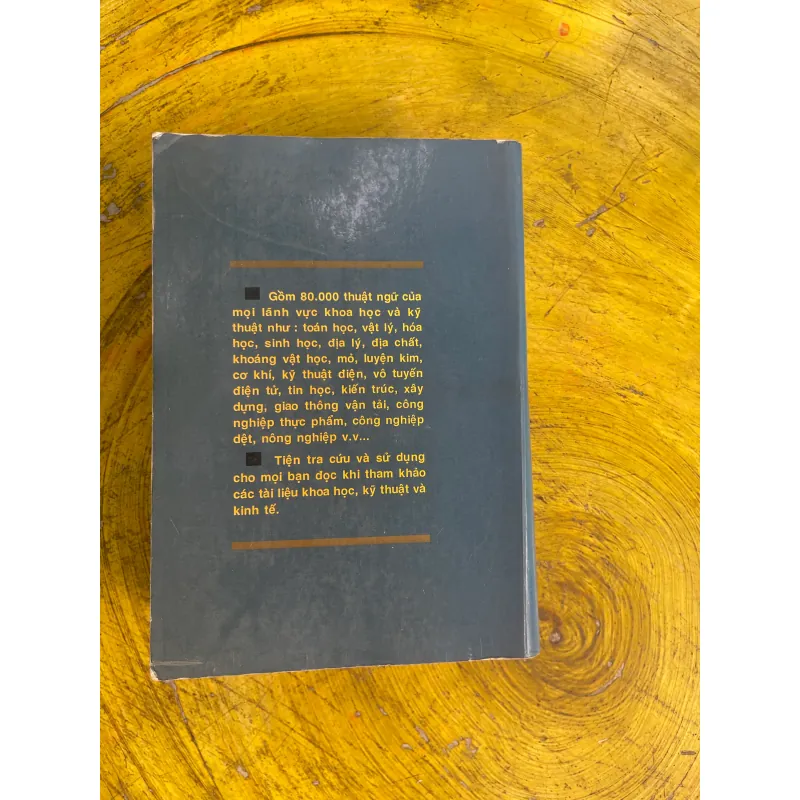 Gồm 80.000 thuật ngữ của
mọi lãnh vực khoa học và kỹ
thuật như : toán học, vật lý, hóa
học, sinh học, địa lý, địa chất,
khoáng vật học, mỏ, luyện kim,
cơ khí, kỹ thuật điện, vô tuyến
điện tử, tin học, kiến trúc, xây
dựng, giao thông vận tải, công
nghiệp thực phẩm, công nghiệp
dệt, nông nghiệp v.v...
Tiện tra cứu và sử dụng
cho mọi bạn đọc khi tham khảo
các tài liệu khoa học, kỹ thuật và
kinh tế.